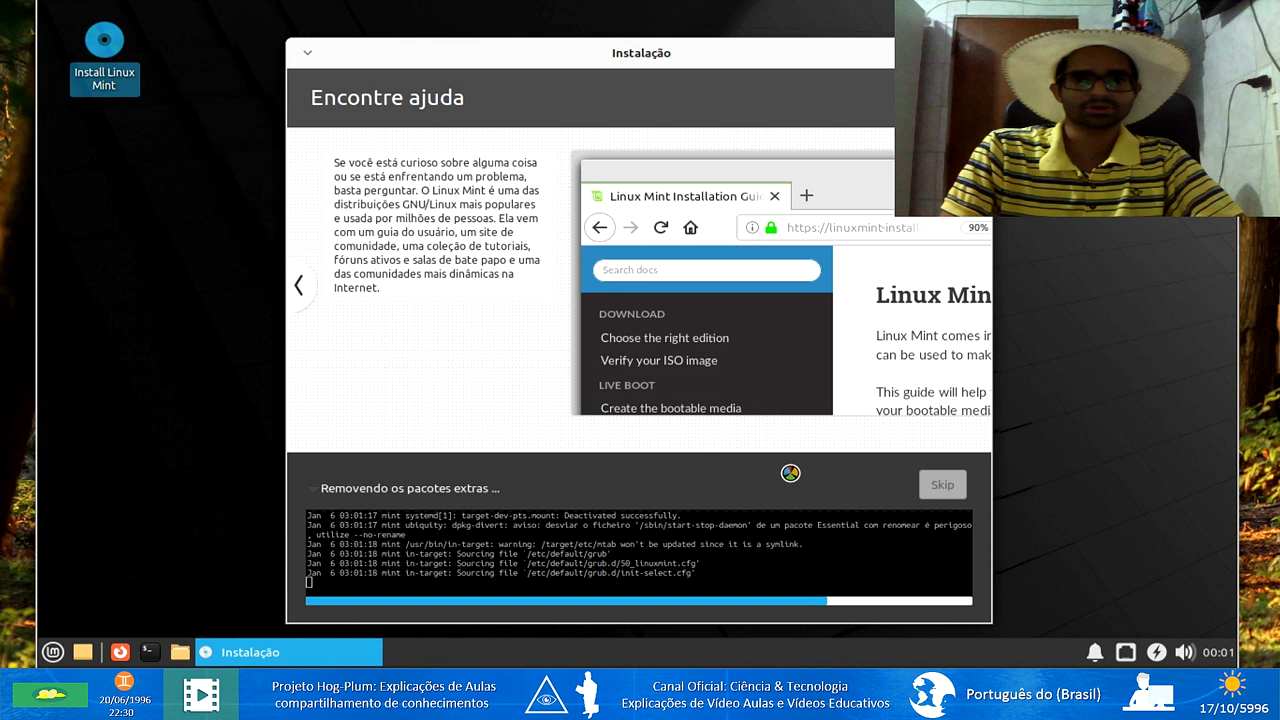 Install Linux
Mint
Instalação
Encontre ajuda
Se você está curioso sobre alguma coisa
ou se está enfrentando um problema,
basta perguntar. O Linux Mint é uma das
distribuições GNU/Linux mais populares
e usada por milhões de pessoas. Ela vem
com um guia do usuário, um site de
comunidade, uma coleção de tutoriais,
fóruns ativos e salas de bate papo e uma
das comunidades mais dinâmicas na
Internet.
Linux Mint Installation Gui
https://linuxmint-install
90%
Search docs
DOWNLOAD
Choose the right edition
Verify your ISO image
LIVE BOOT
Create the bootable media
Linux Min
Linux Mint comes in
can be used to mak
This guide will help
your bootable medi
Removendo os pacotes extras ...
Skip
Jan  6 03:01:17 mint systemd[1]: target-dev-pts.mount: Deactivated successfully.
Jan  6 03:01:17 mint ubiquity: dpkg-divert: aviso: desviar o ficheiro '/sbin/start-stop-daemon' de um pacote Essential com renomear é perigoso
, utilize --no-rename
Jan  6 03:01:18 mint /usr/bin/in-target: warning: /target/etc/mtab won't be updated since it is a symlink.
Jan  6 03:01:18 mint in-target: Sourcing file `/etc/default/grub'
Jan  6 03:01:18 mint in-target: Sourcing file `/etc/default/grub.d/50_linuxmint.cfg'
Jan  6 03:01:18 mint in-target: Sourcing file `/etc/default/grub.d/init-select.cfg'
Instalação
00:01
20/06/1996
22:30
Projeto Hog-Plum: Explicações de Aulas
compartilhamento de conhecimentos
Canal Oficial: Ciência & Tecnologia
Explicações de Vídeo Aulas e Vídeos Educativos
Português do (Brasil)
17/10/5996